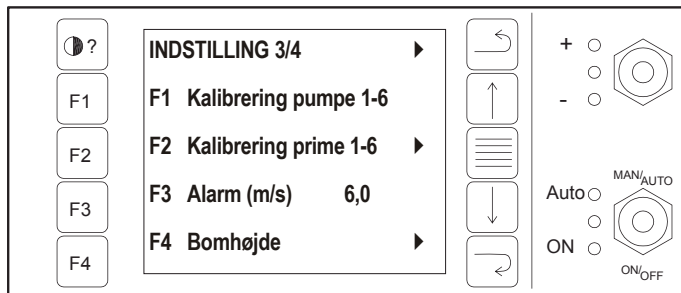 ?
F1
F2
F3
F4
INDSTILLING 3/4
F1 Kalibrering pumpe 1-6
F2 Kalibrering prime 1-6
F3 Alarm (m/s) 6,0
F4 Bomhøjde
+
-
MAN/AUTO
Auto
ON
ON/OFF